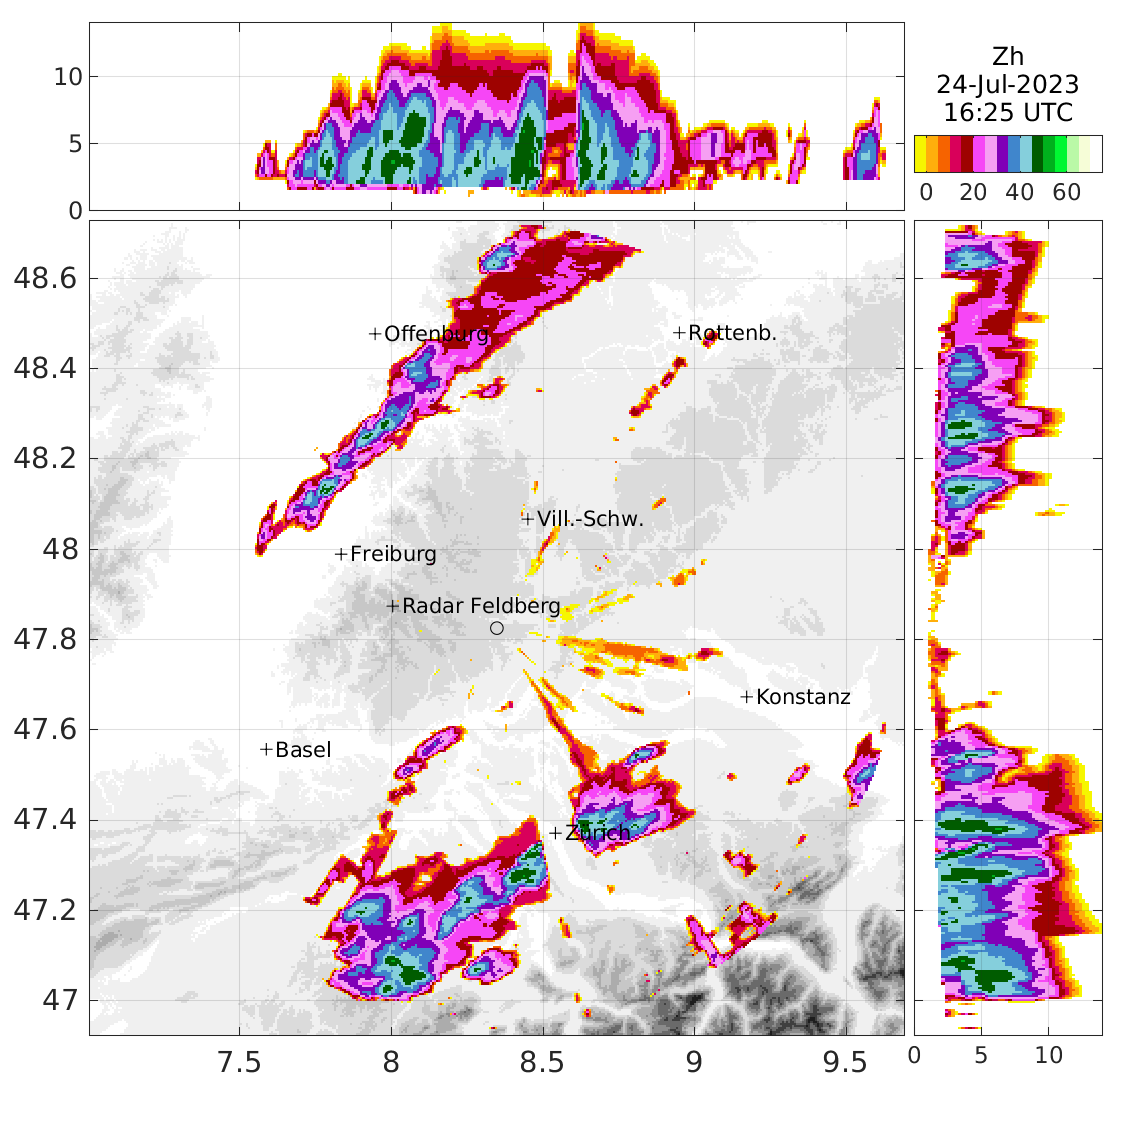 10
5
0
Zh
24-Jul-2023
16:25 UTC
0 20 40 60
48.6
48.4
48.2
48
47.8
47.6
47.4
47.2
47
Offenburg
Rottenb.
Vill.-Schw.
Freiburg
Radar Feldberg
Konstanz
Basel
Zürich
7.5 8 8.5 9 9.5
0 5 10